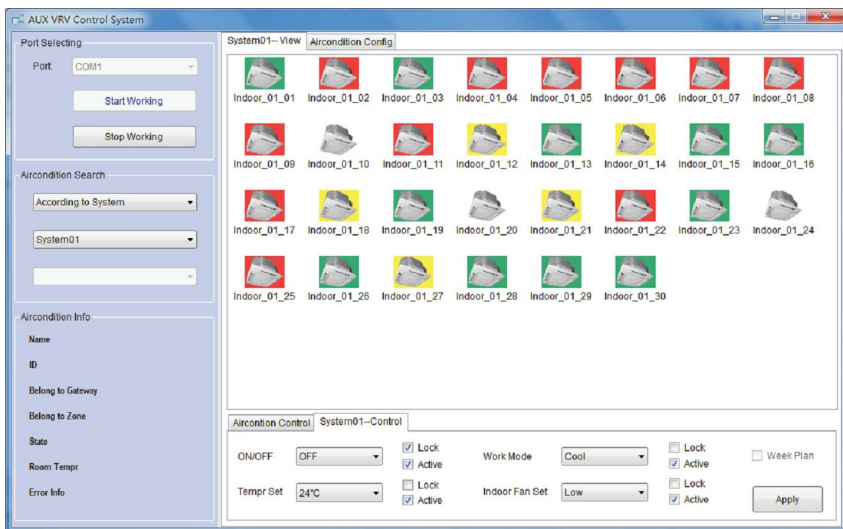 AUX VRV Control System
Port Selecting
Port
COM1
Start Working
Stop Working
Aircondition Search
According to System
System01
Aircondition Info
Name
ID
Belong to Gateway
Belong to Zone
State
Room Tempr
Error Info
System01--View Aircondition Config
Indoor_01_01 Indoor_01_02 Indoor_01_03 Indoor_01_04 Indoor_01_05 Indoor_01_06 Indoor_01_07 Indoor_01_08
Indoor_01_09 Indoor_01_10 Indoor_01_11 Indoor_01_12 Indoor_01_13 Indoor_01_14 Indoor_01_15 Indoor_01_16
Indoor_01_17 Indoor_01_18 Indoor_01_19 Indoor_01_20 Indoor_01_21 Indoor_01_22 Indoor_01_23 Indoor_01_24
Indoor_01_25 Indoor_01_26 Indoor_01_27 Indoor_01_28 Indoor_01_29 Indoor_01_30
Aircontion Control System01--Control
ON/OFF OFF Lock Active Work Mode Cool Lock Active Week Plan
Tempr Set 24℃ Lock Active Indoor Fan Set Low Lock Active Apply